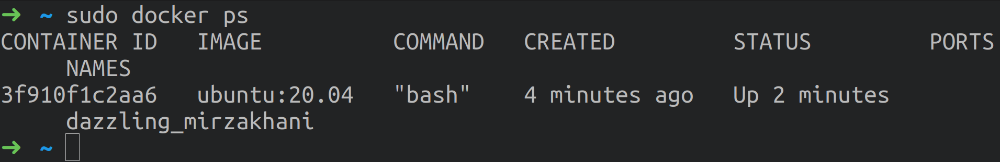 ➜ ~ sudo docker ps
CONTAINER ID   IMAGE          COMMAND   CREATED         STATUS         PORTS
     NAMES
3f910f1c2aa6   ubuntu:20.04   "bash"    4 minutes ago   Up 2 minutes
     dazzling_mirzakhani
➜ ~